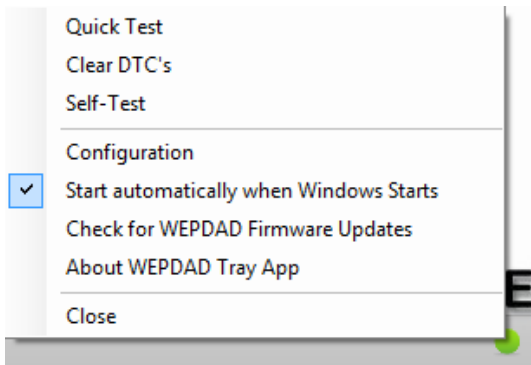 Quick Test
Clear DTC's
Self-Test
Configuration
Start automatically when Windows Starts
Check for WEPDAD Firmware Updates
About WEPDAD Tray App
Close
E